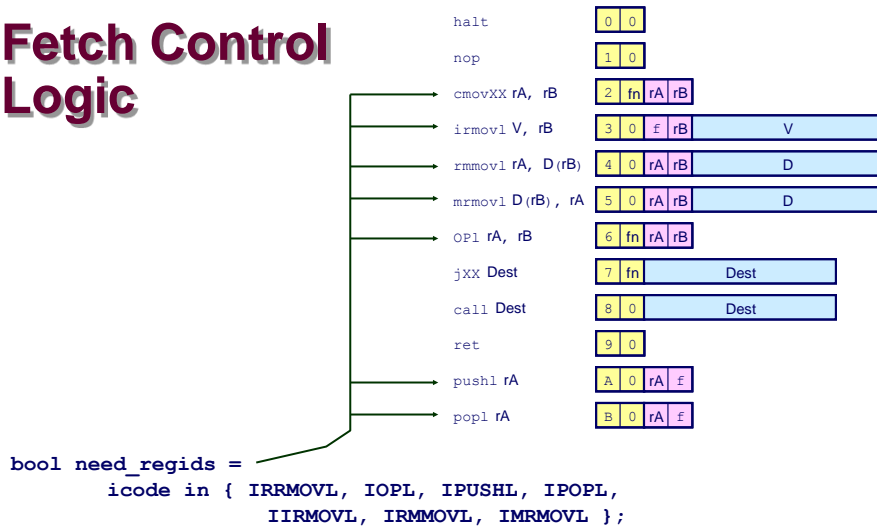 Fetch Control
Logic
halt 0 0
nop 1 0
cmovXX rA, rB 2 fn rA rB
irmovl V, rB 3 0 f rB V
rmmovl rA, D(rB) 4 0 rA rB D
mrmovl D(rB), rA 5 0 rA rB D
OPl rA, rB 6 fn rA rB
jXX Dest 7 fn Dest
call Dest 8 0 Dest
ret 9 0
pushl rA A 0 rA f
popl rA B 0 rA f
bool need_regids =
icode in { IRRMOVL, IOPL, IPUSHL, IPOPL,
IIRMOVL, IRMMOVL, IMRMOVL };